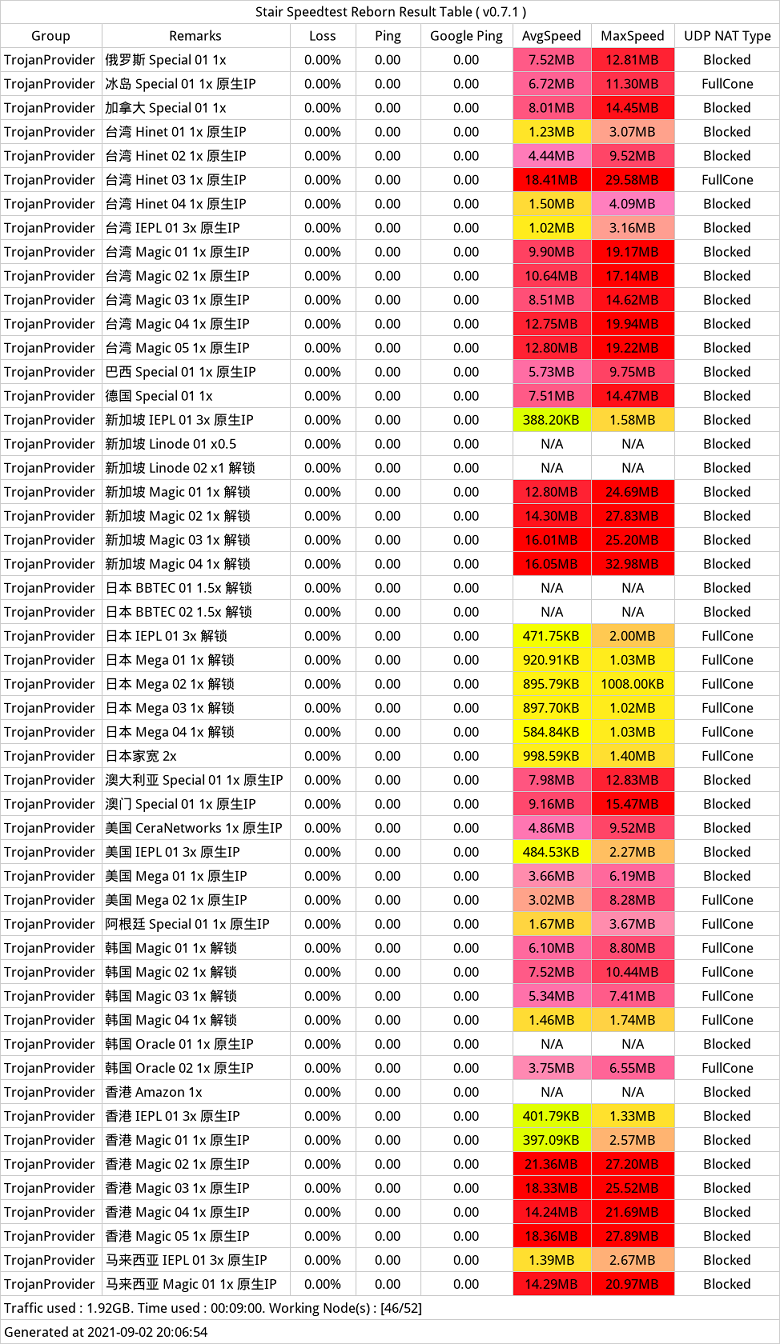 Stair Speedtest Reborn Result Table ( v0.7.1 )
Group Remarks Loss Ping Google Ping AvgSpeed MaxSpeed UDP NAT Type
TrojanProvider 俄罗斯 Special 01 1x 0.00% 0.00 0.00 7.52MB 12.81MB Blocked
TrojanProvider 冰岛 Special 01 1x 原生IP 0.00% 0.00 0.00 6.72MB 11.30MB FullCone
TrojanProvider 加拿大 Special 01 1x 0.00% 0.00 0.00 8.01MB 14.45MB Blocked
TrojanProvider 台湾 Hinet 01 1x 原生IP 0.00% 0.00 0.00 1.23MB 3.07MB Blocked
TrojanProvider 台湾 Hinet 02 1x 原生IP 0.00% 0.00 0.00 4.44MB 9.52MB Blocked
TrojanProvider 台湾 Hinet 03 1x 原生IP 0.00% 0.00 0.00 18.41MB 29.58MB FullCone
TrojanProvider 台湾 Hinet 04 1x 原生IP 0.00% 0.00 0.00 1.50MB 4.09MB Blocked
TrojanProvider 台湾 IEPL 01 3x 原生IP 0.00% 0.00 0.00 1.02MB 3.16MB Blocked
TrojanProvider 台湾 Magic 01 1x 原生IP 0.00% 0.00 0.00 9.90MB 19.17MB Blocked
TrojanProvider 台湾 Magic 02 1x 原生IP 0.00% 0.00 0.00 10.64MB 17.14MB Blocked
TrojanProvider 台湾 Magic 03 1x 原生IP 0.00% 0.00 0.00 8.51MB 14.62MB Blocked
TrojanProvider 台湾 Magic 04 1x 原生IP 0.00% 0.00 0.00 12.75MB 19.94MB Blocked
TrojanProvider 台湾 Magic 05 1x 原生IP 0.00% 0.00 0.00 12.80MB 19.22MB Blocked
TrojanProvider 巴西 Special 01 1x 原生IP 0.00% 0.00 0.00 5.73MB 9.75MB Blocked
TrojanProvider 德国 Special 01 1x 0.00% 0.00 0.00 7.51MB 14.47MB Blocked
TrojanProvider 新加坡 IEPL 01 3x 原生IP 0.00% 0.00 0.00 388.20KB 1.58MB Blocked
TrojanProvider 新加坡 Linode 01 x0.5 0.00% 0.00 0.00 N/A N/A Blocked
TrojanProvider 新加坡 Linode 02 x1 解锁 0.00% 0.00 0.00 N/A N/A Blocked
TrojanProvider 新加坡 Magic 01 1x 解锁 0.00% 0.00 0.00 12.80MB 24.69MB Blocked
TrojanProvider 新加坡 Magic 02 1x 解锁 0.00% 0.00 0.00 14.30MB 27.83MB Blocked
TrojanProvider 新加坡 Magic 03 1x 解锁 0.00% 0.00 0.00 16.01MB 25.20MB Blocked
TrojanProvider 新加坡 Magic 04 1x 解锁 0.00% 0.00 0.00 16.05MB 32.98MB Blocked
TrojanProvider 日本 BBTEC 01 1.5x 解锁 0.00% 0.00 0.00 N/A N/A Blocked
TrojanProvider 日本 BBTEC 02 1.5x 解锁 0.00% 0.00 0.00 N/A N/A Blocked
TrojanProvider 日本 IEPL 01 3x 解锁 0.00% 0.00 0.00 471.75KB 2.00MB FullCone
TrojanProvider 日本 Mega 01 1x 解锁 0.00% 0.00 0.00 920.91KB 1.03MB FullCone
TrojanProvider 日本 Mega 02 1x 解锁 0.00% 0.00 0.00 895.79KB 1008.00KB FullCone
TrojanProvider 日本 Mega 03 1x 解锁 0.00% 0.00 0.00 897.70KB 1.02MB FullCone
TrojanProvider 日本 Mega 04 1x 解锁 0.00% 0.00 0.00 584.84KB 1.03MB FullCone
TrojanProvider 日本家宽 2x 0.00% 0.00 0.00 998.59KB 1.40MB FullCone
TrojanProvider 澳大利亚 Special 01 1x 原生IP 0.00% 0.00 0.00 7.98MB 12.83MB Blocked
TrojanProvider 澳门 Special 01 1x 原生IP 0.00% 0.00 0.00 9.16MB 15.47MB Blocked
TrojanProvider 美国 CeraNetworks 1x 原生IP 0.00% 0.00 0.00 4.86MB 9.52MB Blocked
TrojanProvider 美国 IEPL 01 3x 原生IP 0.00% 0.00 0.00 484.53KB 2.27MB Blocked
TrojanProvider 美国 Mega 01 1x 原生IP 0.00% 0.00 0.00 3.66MB 6.19MB Blocked
TrojanProvider 美国 Mega 02 1x 原生IP 0.00% 0.00 0.00 3.02MB 8.28MB FullCone
TrojanProvider 阿根廷 Special 01 1x 原生IP 0.00% 0.00 0.00 1.67MB 3.67MB FullCone
TrojanProvider 韩国 Magic 01 1x 解锁 0.00% 0.00 0.00 6.10MB 8.80MB FullCone
TrojanProvider 韩国 Magic 02 1x 解锁 0.00% 0.00 0.00 7.52MB 10.44MB FullCone
TrojanProvider 韩国 Magic 03 1x 解锁 0.00% 0.00 0.00 5.34MB 7.41MB FullCone
TrojanProvider 韩国 Magic 04 1x 解锁 0.00% 0.00 0.00 1.46MB 1.74MB FullCone
TrojanProvider 韩国 Oracle 01 1x 原生IP 0.00% 0.00 0.00 N/A N/A Blocked
TrojanProvider 韩国 Oracle 02 1x 原生IP 0.00% 0.00 0.00 3.75MB 6.55MB FullCone
TrojanProvider 香港 Amazon 1x 0.00% 0.00 0.00 N/A N/A Blocked
TrojanProvider 香港 IEPL 01 3x 原生IP 0.00% 0.00 0.00 401.79KB 1.33MB Blocked
TrojanProvider 香港 Magic 01 1x 原生IP 0.00% 0.00 0.00 397.09KB 2.57MB Blocked
TrojanProvider 香港 Magic 02 1x 原生IP 0.00% 0.00 0.00 21.36MB 27.20MB Blocked
TrojanProvider 香港 Magic 03 1x 原生IP 0.00% 0.00 0.00 18.33MB 25.52MB Blocked
TrojanProvider 香港 Magic 04 1x 原生IP 0.00% 0.00 0.00 14.24MB 21.69MB Blocked
TrojanProvider 香港 Magic 05 1x 原生IP 0.00% 0.00 0.00 18.36MB 27.89MB Blocked
TrojanProvider 马来西亚 IEPL 01 3x 原生IP 0.00% 0.00 0.00 1.39MB 2.67MB Blocked
TrojanProvider 马来西亚 Magic 01 1x 原生IP 0.00% 0.00 0.00 14.29MB 20.97MB Blocked
Traffic used : 1.92GB. Time used : 00:09:00. Working Node(s) : [46/52]
Generated at 2021-09-02 20:06:54